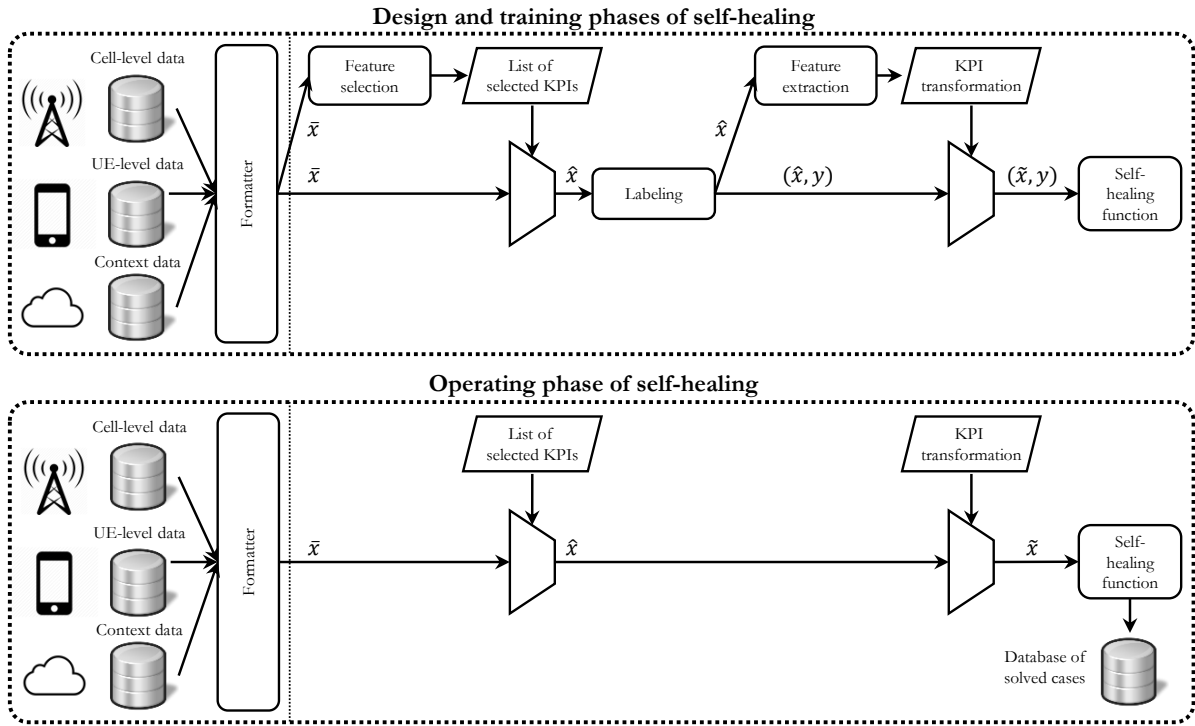 Design and training phases of self-healing
Cell-level data
UE-level data
Context data
Formatter
Feature
selection
List of
selected KPIs
x̄
x̄
x̂
Labeling
x̂
Feature
extraction
KPI
transformation
(x̂, y)
(x̃, y)
Self-
healing
function
Operating phase of self-healing
Cell-level data
UE-level data
Context data
Formatter
x̄
List of
selected KPIs
x̂
KPI
transformation
x̃
Self-
healing
function
Database of
solved cases